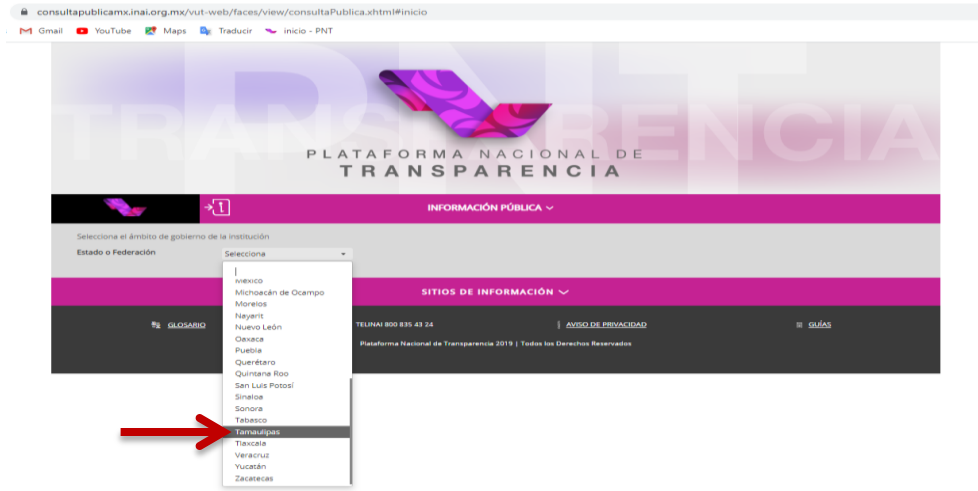 consultapublicamx.inai.org.mx/vut-web/faces/view/consultaPublica.xhtml#inicio
Gmail YouTube Maps Traducir inicio - PNT
PNT
TRANSPARENCIA
PLATAFORMA NACIONAL DE
TRANSPARENCIA
INFORMACIÓN PÚBLICA
Selecciona el ámbito de gobierno de la institución
Estado o Federación Selecciona
México
Michoacán de Ocampo
Morelos
Nayarit
Nuevo León
Oaxaca
Puebla
Querétaro
Quintana Roo
San Luis Potosí
Sinaloa
Sonora
Tabasco
Tamaulipas
Tlaxcala
Veracruz
Yucatán
Zacatecas
SITIOS DE INFORMACIÓN
GLOSARIO TELINAI 800 835 43 24 AVISO DE PRIVACIDAD GUÍAS
Plataforma Nacional de Transparencia 2019 | Todos los Derechos Reservados